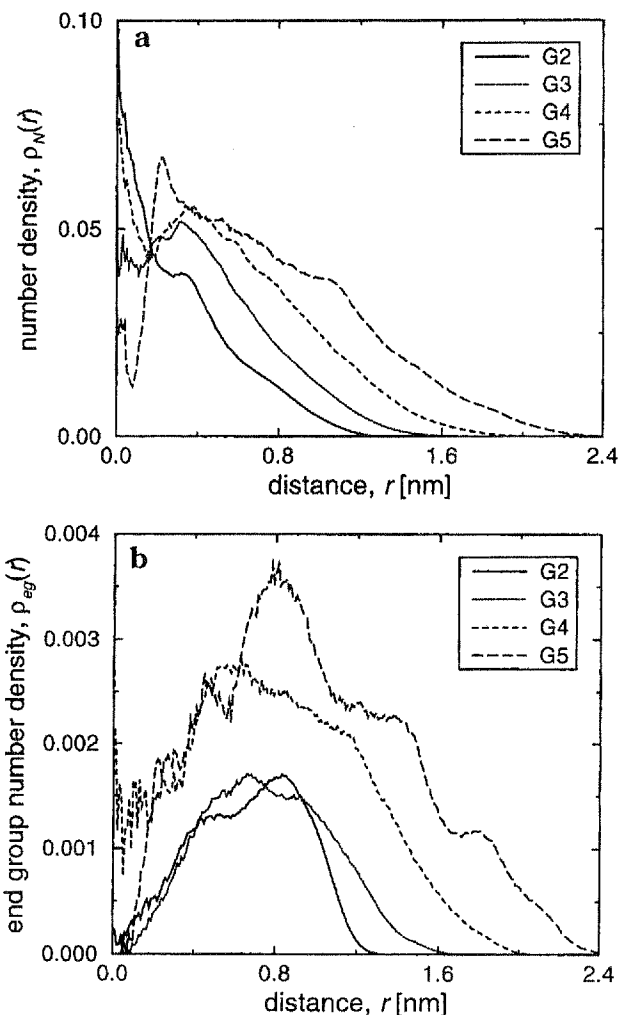 a
0.10
0.05
0.00
number density, ρN(r)
G2
G3
G4
G5
0.0 0.8 1.6 2.4
distance, r [nm]
b
0.004
0.003
0.002
0.001
0.000
end group number density, ρeg(r)
G2
G3
G4
G5
0.0 0.8 1.6 2.4
distance, r [nm]